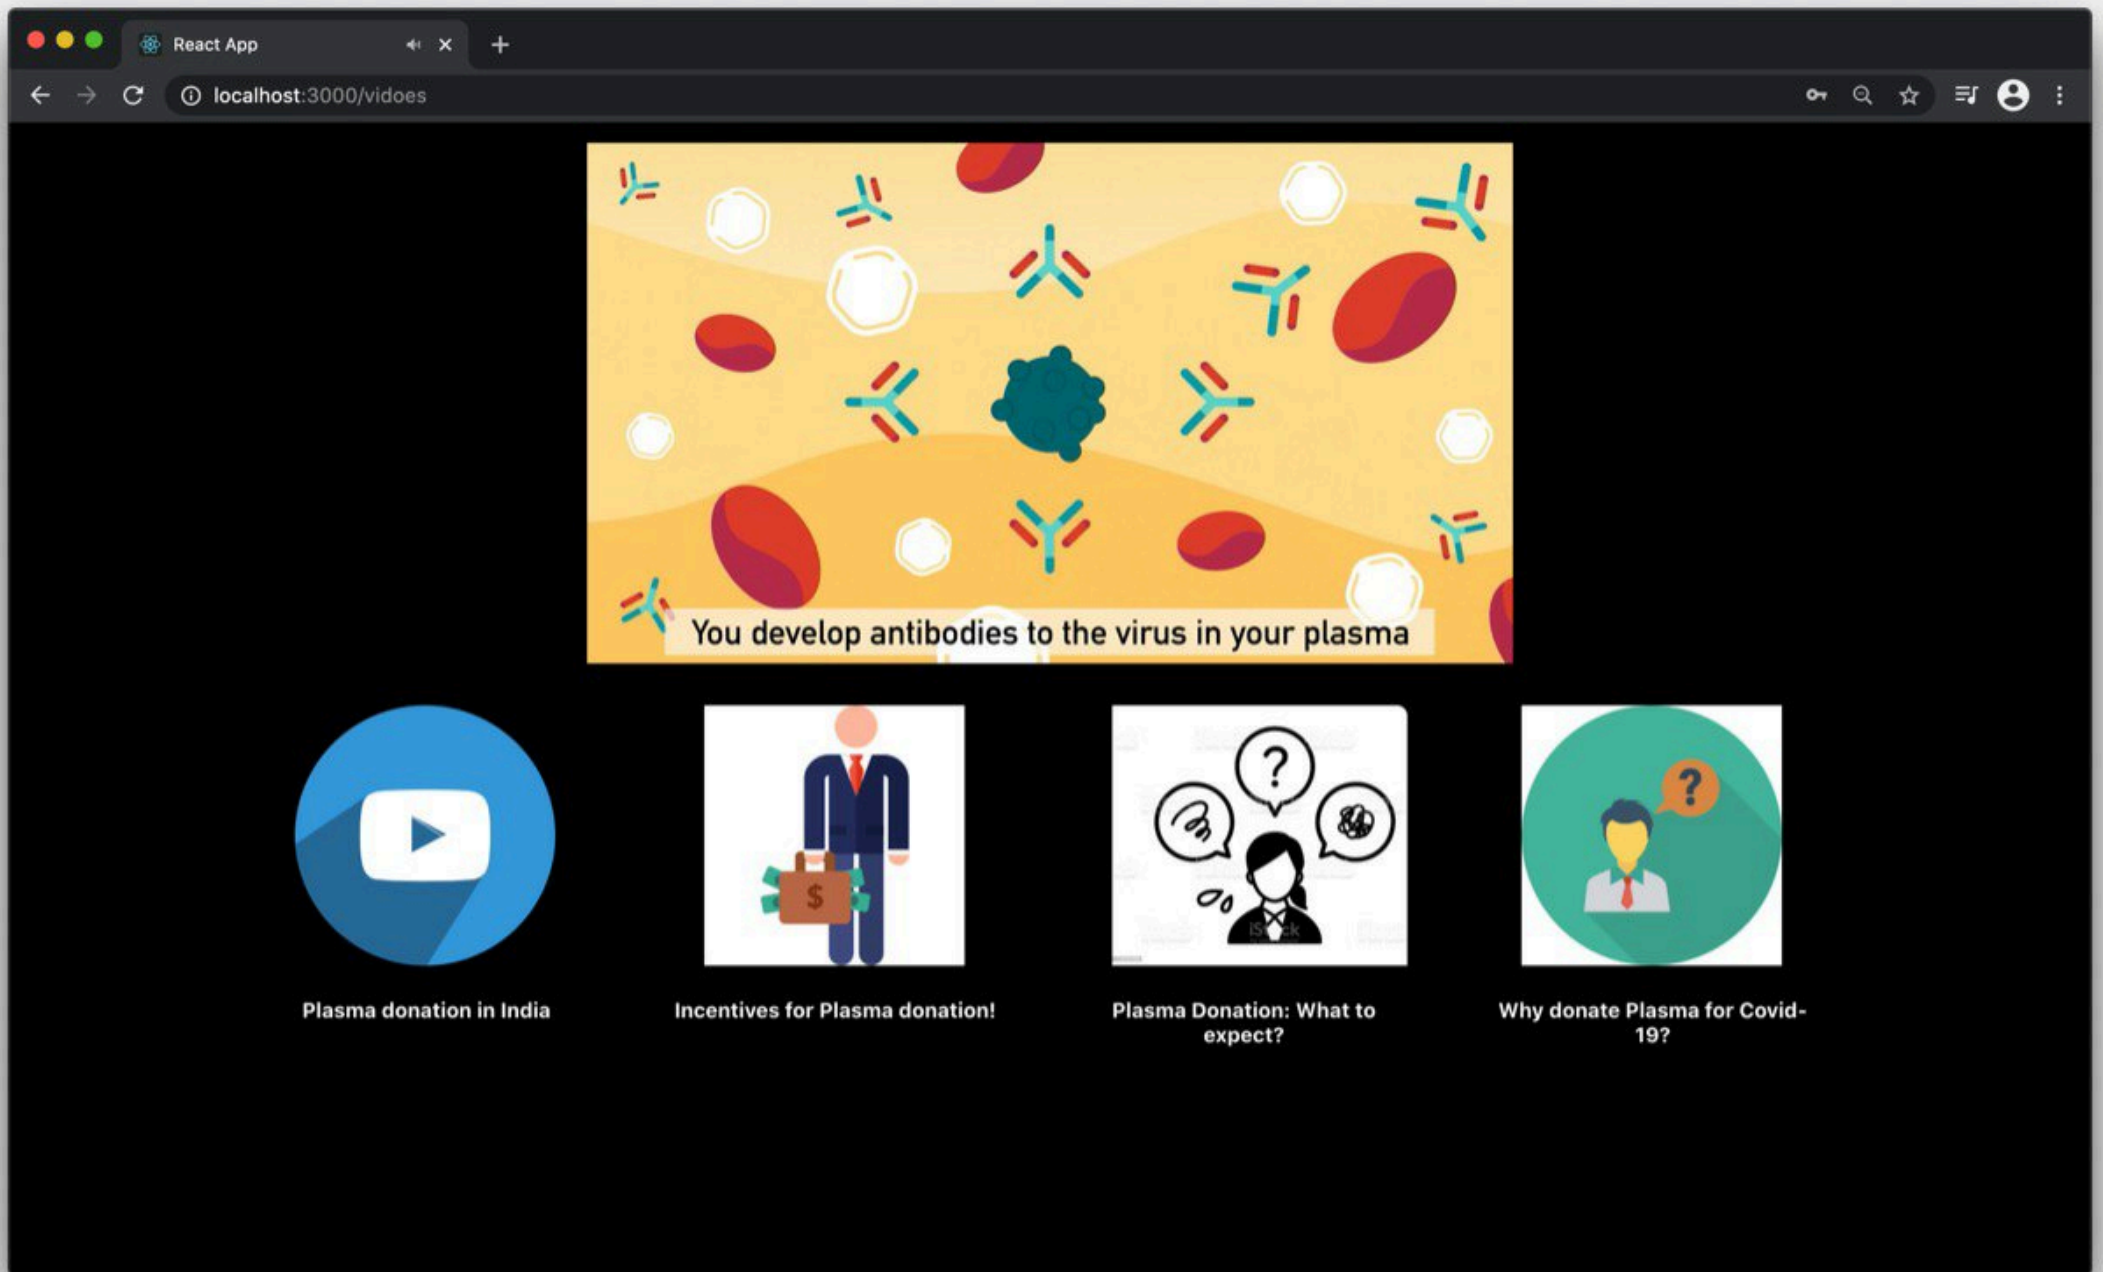 React App
localhost:3000/vidoes
You develop antibodies to the virus in your plasma
$
?
?
iStock
Plasma donation in India
Incentives for Plasma donation!
Plasma Donation: What to
expect?
Why donate Plasma for Covid-
19?